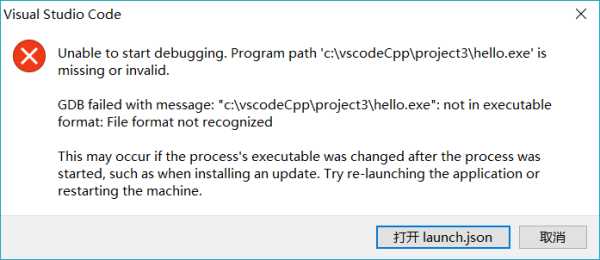 Visual Studio Code
Unable to start debugging. Program path 'c:\vscodeCpp\project3\hello.exe' is
missing or invalid.
GDB failed with message: "c:\vscodeCpp\project3\hello.exe": not in executable
format: File format not recognized
This may occur if the process's executable was changed after the process was
started, such as when installing an update. Try re-launching the application or
restarting the machine.
打开 launch.json
取消